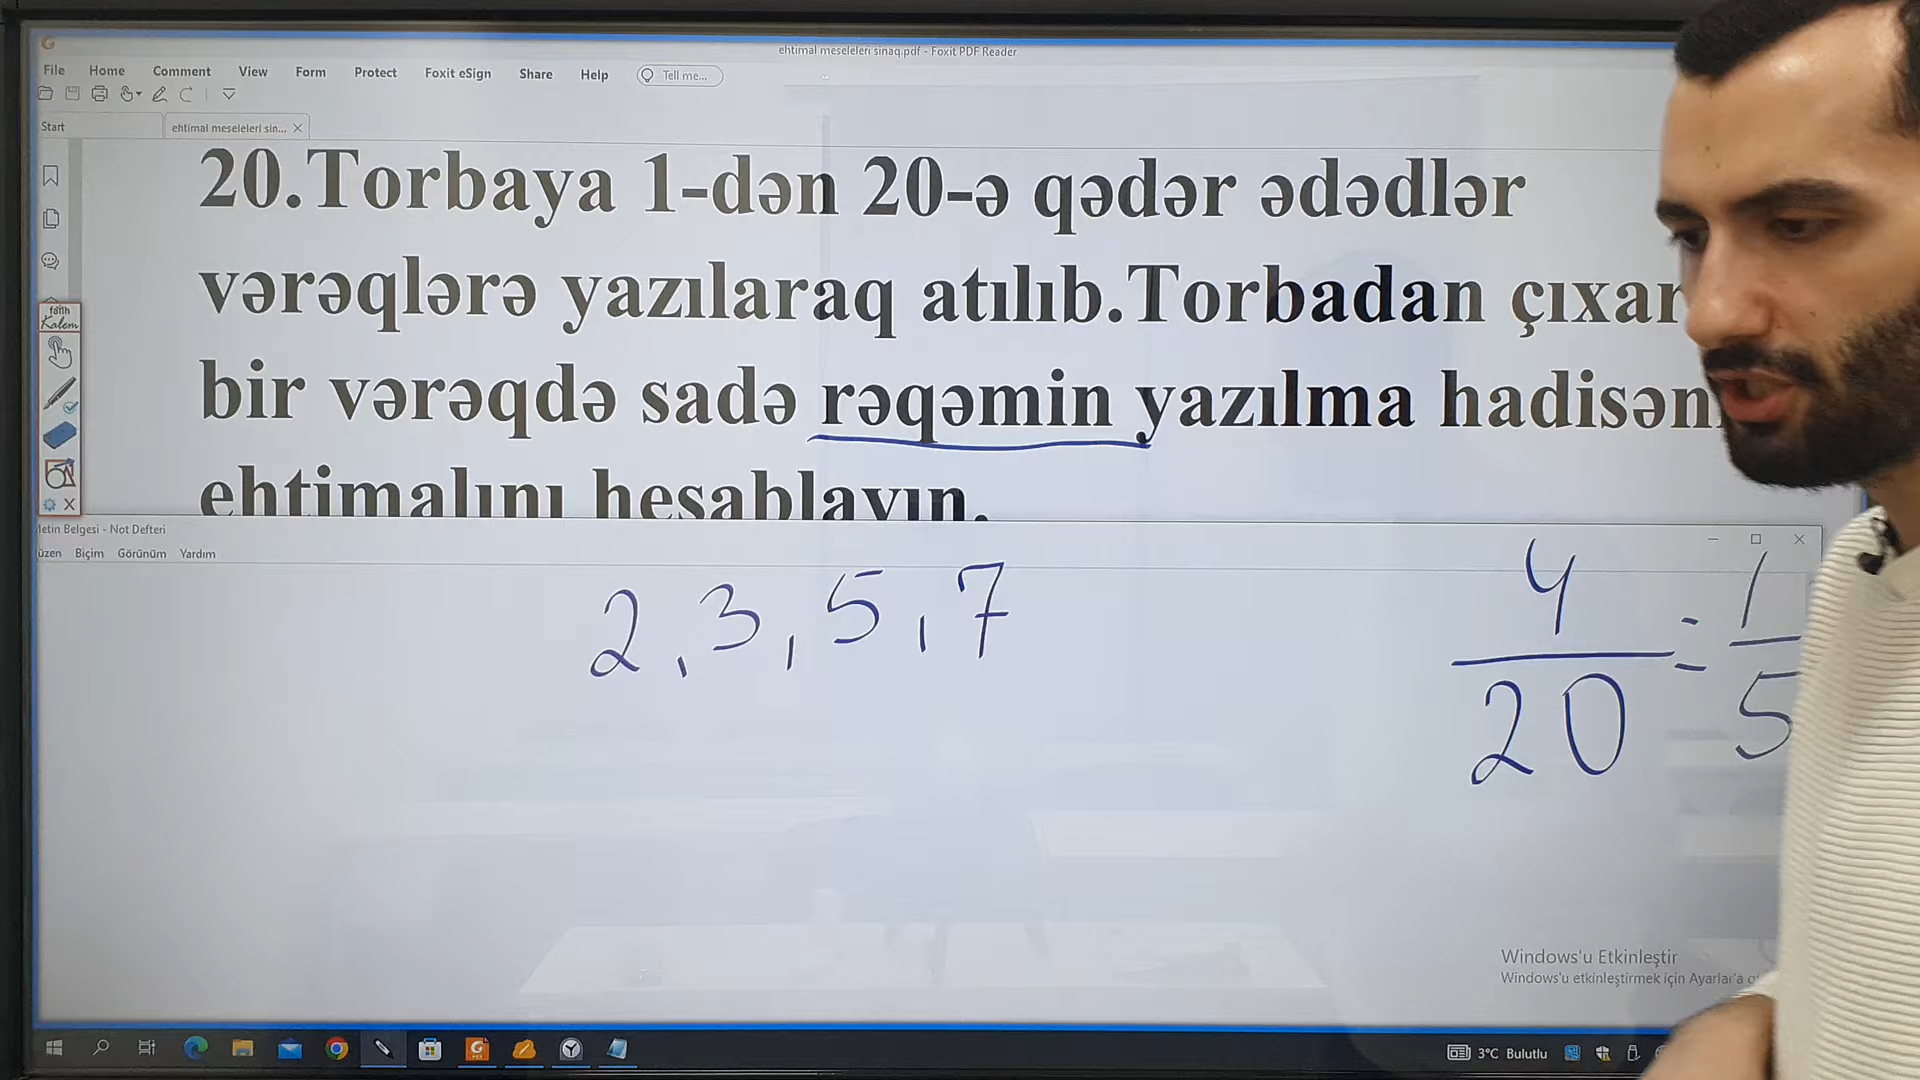 ehtimal meseleleri sinaq.pdf - Foxit PDF Reader
File Home Comment View Form Protect Foxit eSign Share Help Tell me...
Start ehtimal meseleleri sin...
20.Torbaya 1-dən 20-ə qədər ədədlər
vərəqlərə yazılaraq atılıb.Torbadan çıxar
bir vərəqdə sadə rəqəmin yazılma hadisən
ehtimalını hesablayın.
fatih
Kalem
Metin Belgesi - Not Defteri
üzen Biçim Görünüm Yardım
2, 3, 5, 7
4/20 = 1/5
Windows'u Etkinleştir
Windows'u etkinleştirmek için Ayarlar'a
3°C Bulutlu